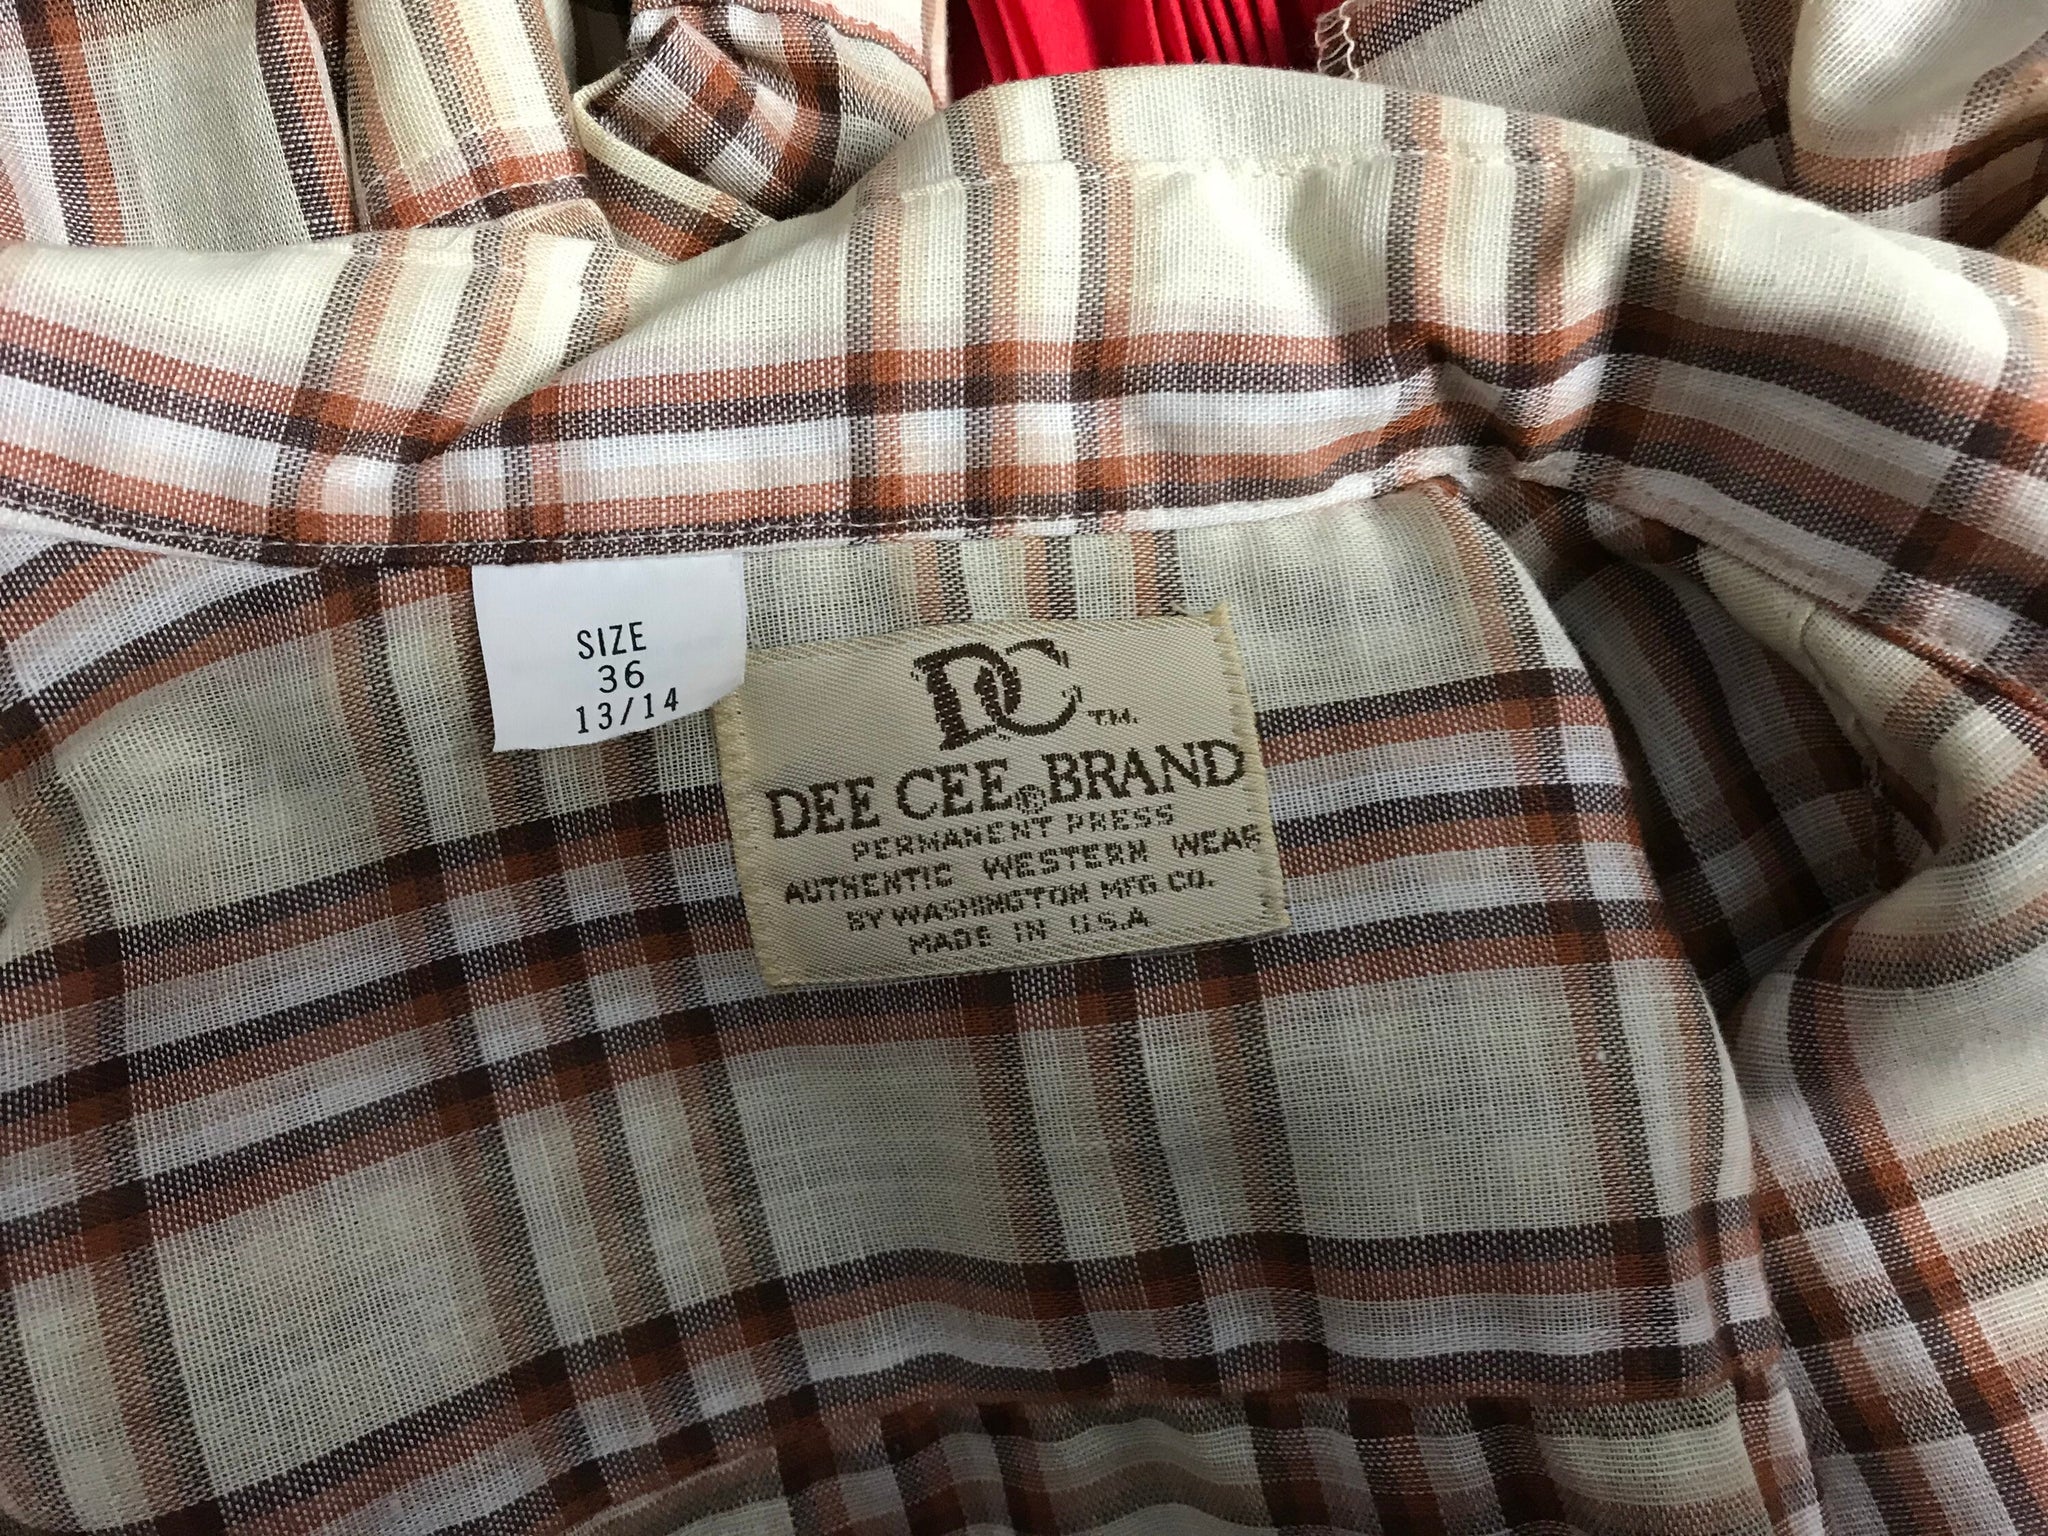 SIZE
36
13/14
DC TM.
DEE CEE® BRAND
PERMANENT PRESS
AUTHENTIC WESTERN WEAR
BY WASHINGTON MFG CO.
MADE IN U.S.A